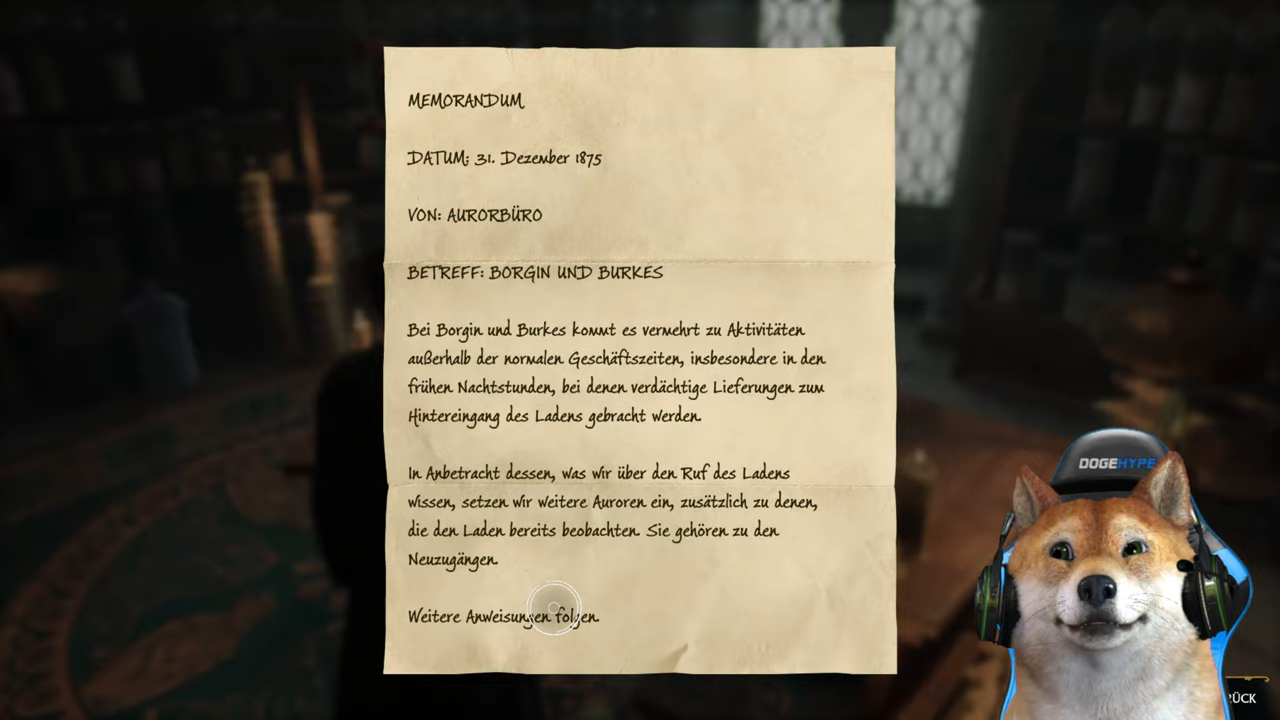 MEMORANDUM
DATUM: 31. Dezember 1875
VON: AURORBÜRO
BETREFF: BORGIN UND BURKES
Bei Borgin und Burkes kommt es vermehrt zu Aktivitäten
außerhalb der normalen Geschäftszeiten, insbesondere in den
frühen Nachtstunden, bei denen verdächtige Lieferungen zum
Hintereingang des Ladens gebracht werden.
In Anbetracht dessen, was wir über den Ruf des Ladens
wissen, setzen wir weitere Auroren ein, zusätzlich zu denen,
die den Laden bereits beobachten. Sie gehören zu den
Neuzugängen.
Weitere Anweisungen folgen.
DOGEHYPE